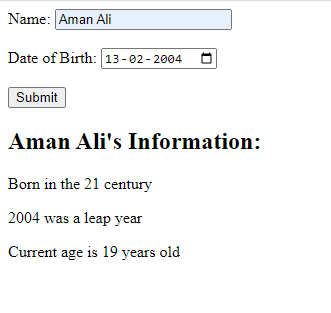 Name: Aman Ali
Date of Birth: 13-02-2004
Submit
Aman Ali's Information:
Born in the 21 century
2004 was a leap year
Current age is 19 years old